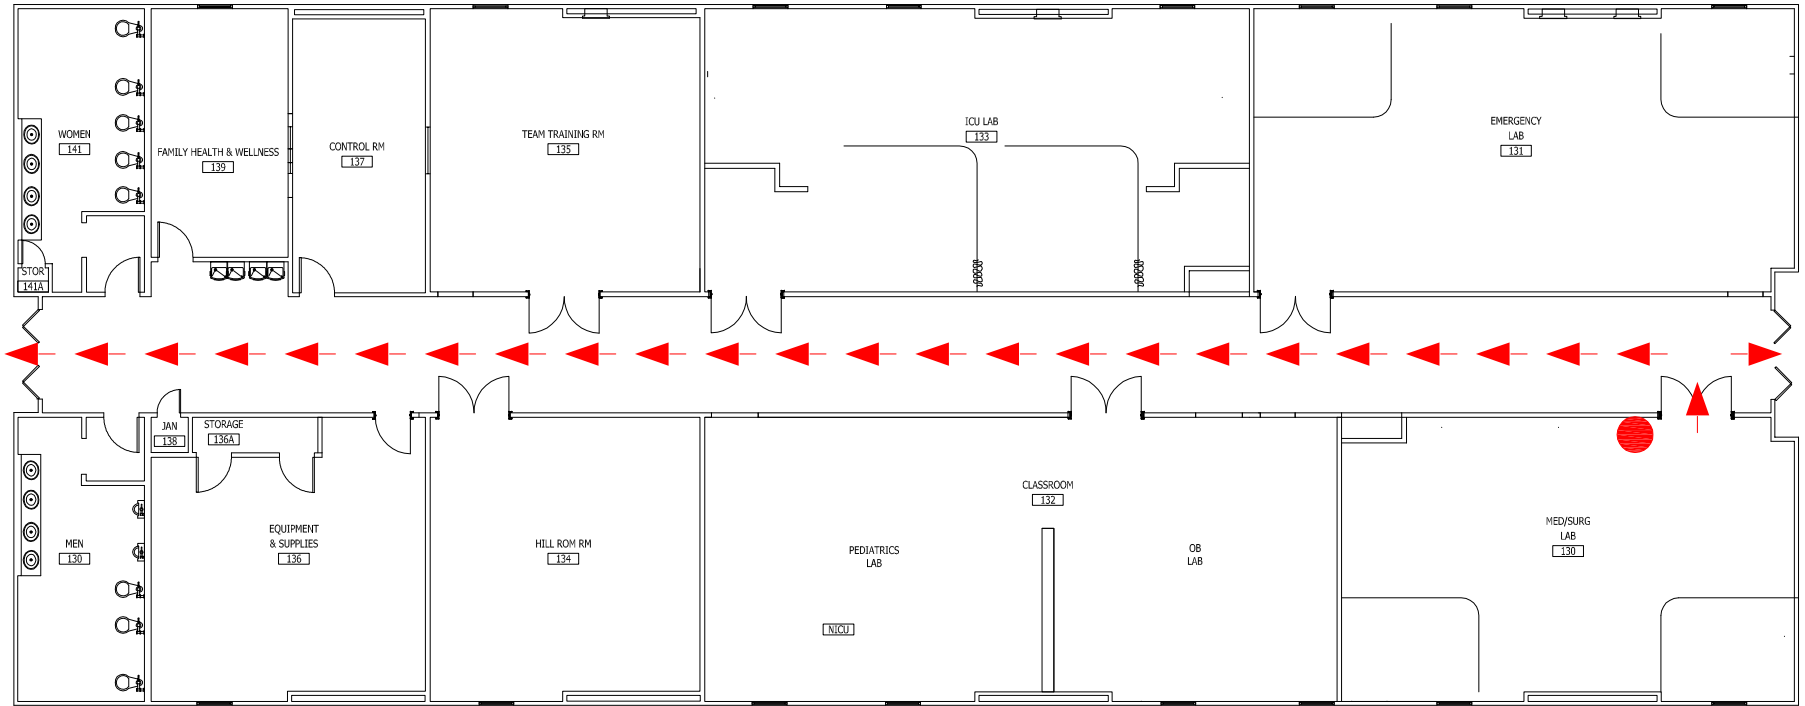 WOMEN
141
STOR
141A
FAMILY HEALTH & WELLNESS
139
CONTROL RM
137
TEAM TRAINING RM
135
ICU LAB
133
EMERGENCY
LAB
131
JAN
138
STORAGE
136A
MEN
130
EQUIPMENT
& SUPPLIES
136
HILL ROM RM
134
PEDIATRICS
LAB
NICU
CLASSROOM
132
OB
LAB
MED/SURG
LAB
130